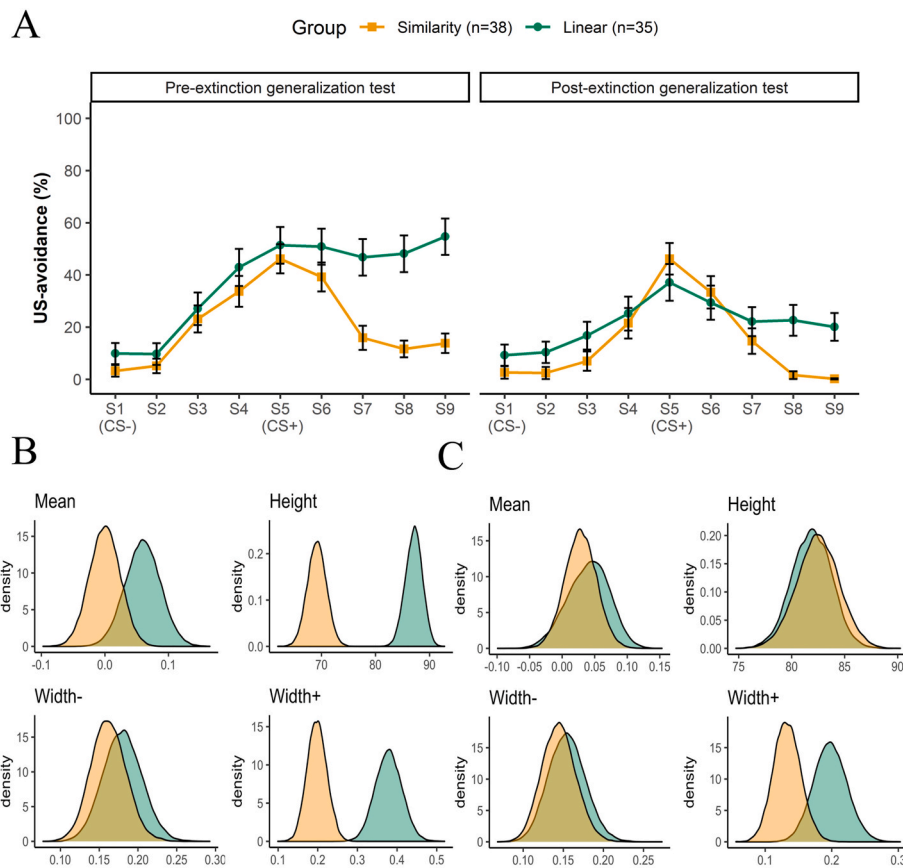 A
Group Similarity (n=38) Linear (n=35)
Pre-extinction generalization test Post-extinction generalization test
US-avoidance (%)
100
80
60
40
20
0
S1 S2 S3 S4 S5 S6 S7 S8 S9 S1 S2 S3 S4 S5 S6 S7 S8 S9
(CS-) (CS+) (CS-) (CS+)
B
Mean Height
density density
15 10 5 0
0.2 0.1 0.0
-0.1 0.0 0.1
70 80 90
Width- Width+
density density
15 10 5 0
15 10 5 0
0.10 0.15 0.20 0.25 0.30
0.1 0.2 0.3 0.4 0.5
C
Mean Height
density density
15 10 5 0
0.20 0.15 0.10 0.05 0.00
-0.10 -0.05 0.00 0.05 0.10 0.15
75 80 85 90
Width- Width+
density density
15 10 5 0
15 10 5 0
0.10 0.15 0.20 0.25
0.1 0.2